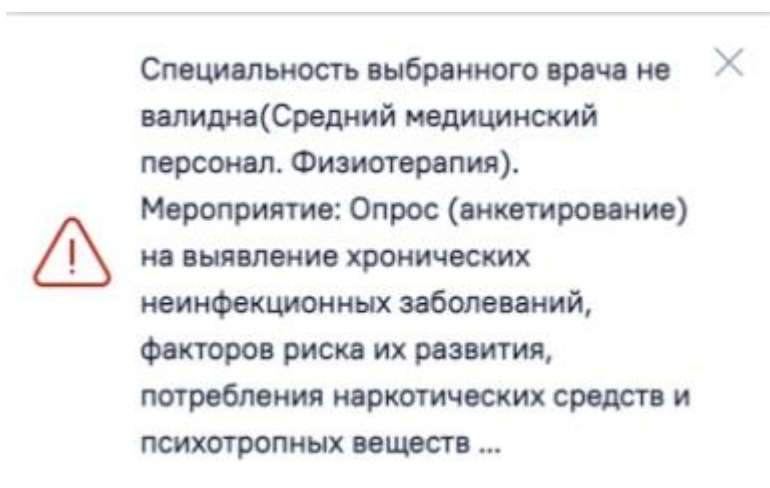 Специальность выбранного врача не
валидна(Средний медицинский
персонал. Физиотерапия).
Мероприятие: Опрос (анкетирование)
на выявление хронических
неинфекционных заболеваний,
факторов риска их развития,
потребления наркотических средств и
психотропных веществ ...